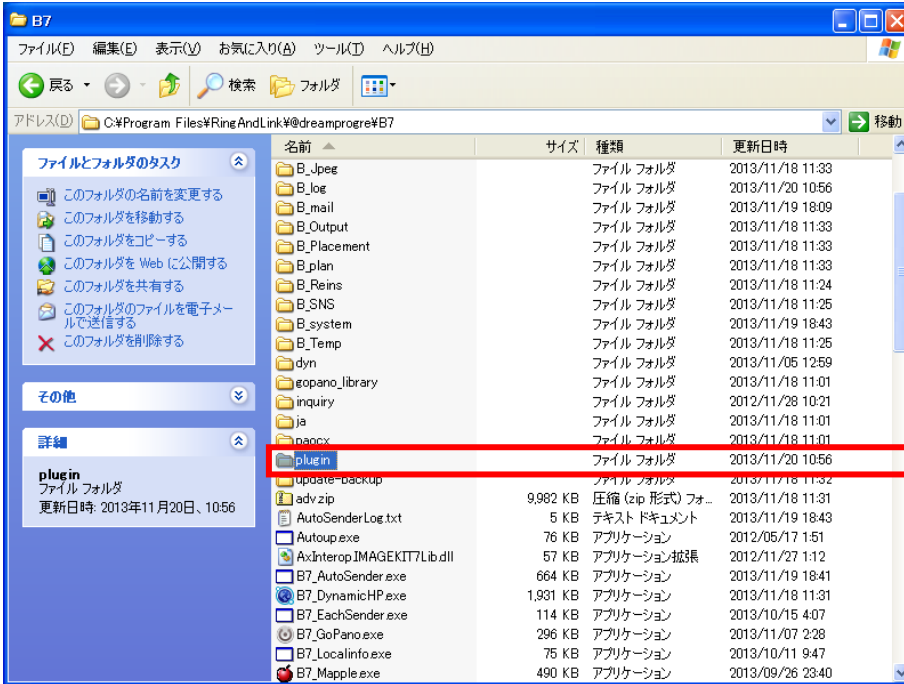 B7
ファイル(F) 編集(E) 表示(V) お気に入り(A) ツール(T) ヘルプ(H)
戻る 検索 フォルダ
アドレス(D) C:¥Program Files¥RingAndLink¥@dreamprogre¥B7 移動
ファイルとフォルダのタスク
このフォルダの名前を変更する
このフォルダを移動する
このフォルダをコピーする
このフォルダを Web に公開する
このフォルダを共有する
このフォルダのファイルを電子メー
ルで送信する
このフォルダを削除する
その他
詳細
plugin
ファイル フォルダ
更新日時: 2013年11月20日、10:56
名前 サイズ 種類 更新日時
B_Jpeg ファイル フォルダ 2013/11/18 11:33
B_log ファイル フォルダ 2013/11/20 10:56
B_mail ファイル フォルダ 2013/11/19 18:09
B_Output ファイル フォルダ 2013/11/18 11:33
B_Placement ファイル フォルダ 2013/11/18 11:33
B_plan ファイル フォルダ 2013/11/18 11:33
B_Reins ファイル フォルダ 2013/11/18 11:24
B_SNS ファイル フォルダ 2013/11/18 11:25
B_system ファイル フォルダ 2013/11/19 18:43
B_Temp ファイル フォルダ 2013/11/18 11:25
dyn ファイル フォルダ 2013/11/05 12:59
gopano_library ファイル フォルダ 2013/11/18 11:01
inquiry ファイル フォルダ 2012/11/28 10:21
ja ファイル フォルダ 2013/11/18 11:01
paocx ファイル フォルダ 2013/11/18 11:01
plugin ファイル フォルダ 2013/11/20 10:56
update-backup ファイル フォルダ 2013/11/18 11:32
adv.zip 9,982 KB 圧縮 (zip 形式) フォ... 2013/11/18 11:31
AutoSenderLog.txt 5 KB テキスト ドキュメント 2013/11/19 18:43
Autoup.exe 76 KB アプリケーション 2012/05/17 1:51
AxInterop.IMAGEKIT7Lib.dll 57 KB アプリケーション拡張 2012/11/27 1:12
B7_AutoSender.exe 664 KB アプリケーション 2013/11/19 18:41
B7_DynamicHP.exe 1,931 KB アプリケーション 2013/11/18 11:31
B7_EachSender.exe 114 KB アプリケーション 2013/10/15 4:07
B7_GoPano.exe 296 KB アプリケーション 2013/11/07 2:28
B7_Localinfo.exe 75 KB アプリケーション 2013/10/11 9:47
B7_Mapple.exe 490 KB アプリケーション 2013/09/26 23:40